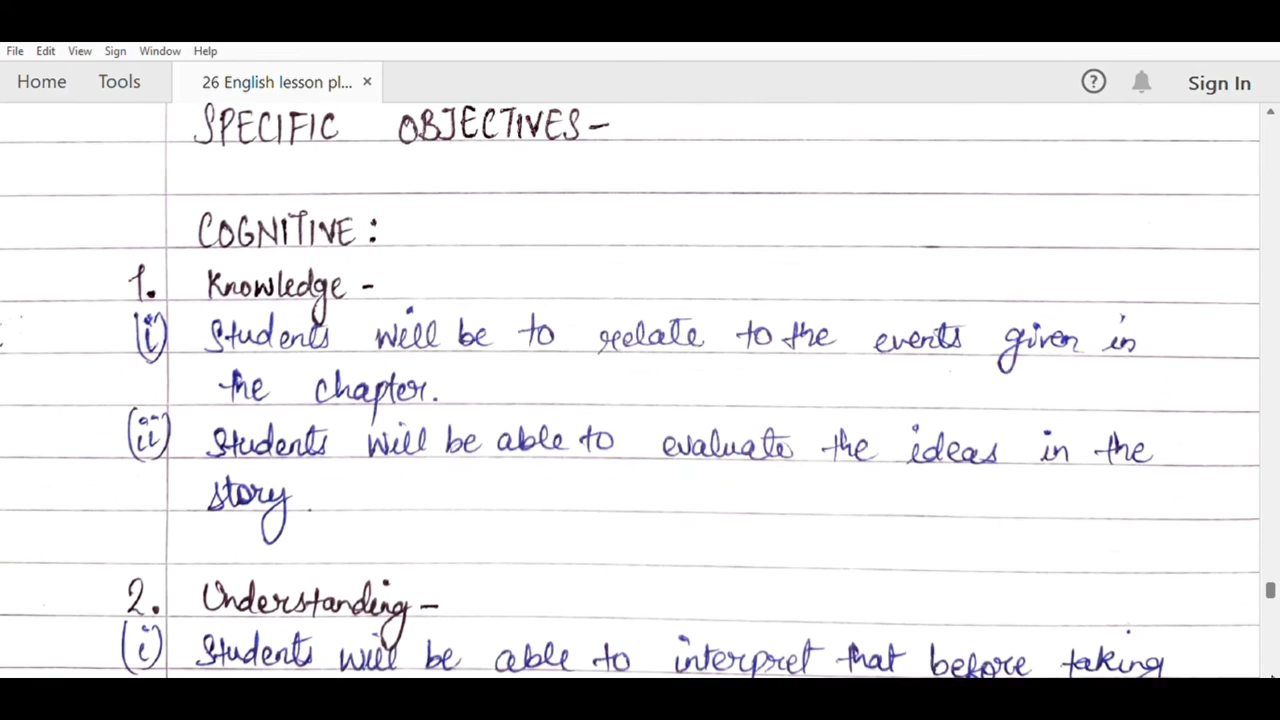 File Edit View Sign Window Help
Home Tools 26 English lesson pl... × ? Sign In
SPECIFIC OBJECTIVES -
COGNITIVE :
1. Knowledge -
(i) Students will be to relate to the events given in
the chapter.
(ii) Students will be able to evaluate the ideas in the
story.
2. Understanding -
(i) Students will be able to interpret that before taking